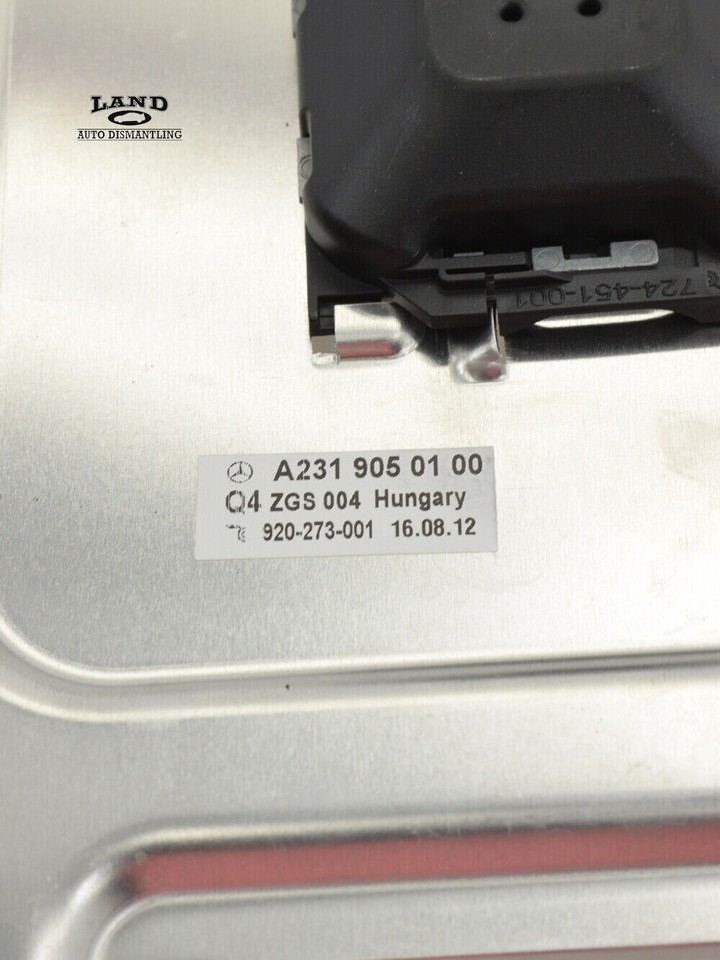 LAND
AUTO DISMANTLING
724-451-001
A231 905 01 00
Q4 ZGS 004 Hungary
920-273-001 16.08.12